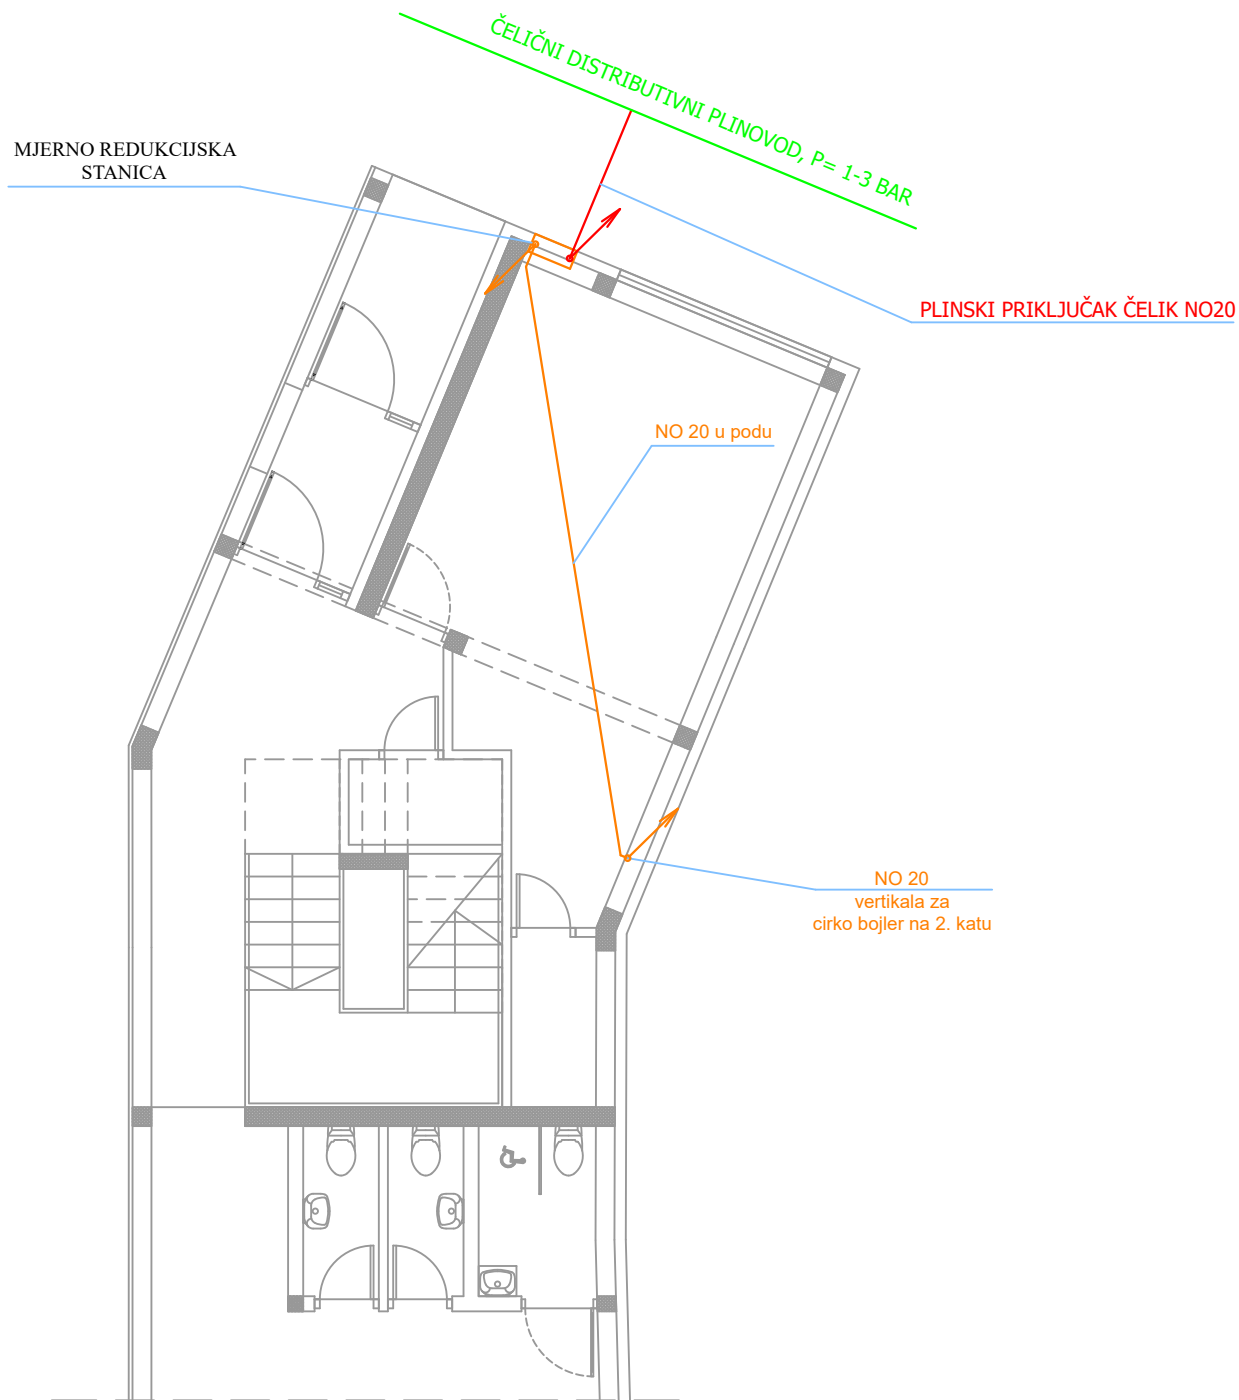 ČELIČNI DISTRIBUTIVNI PLINOVOD, P= 1-3 BAR
MJERNO REDUKCIJSKA
STANICA
PLINSKI PRIKLJUČAK ČELIK NO20
NO 20 u podu
NO 20
vertikala za
cirko bojler na 2. katu